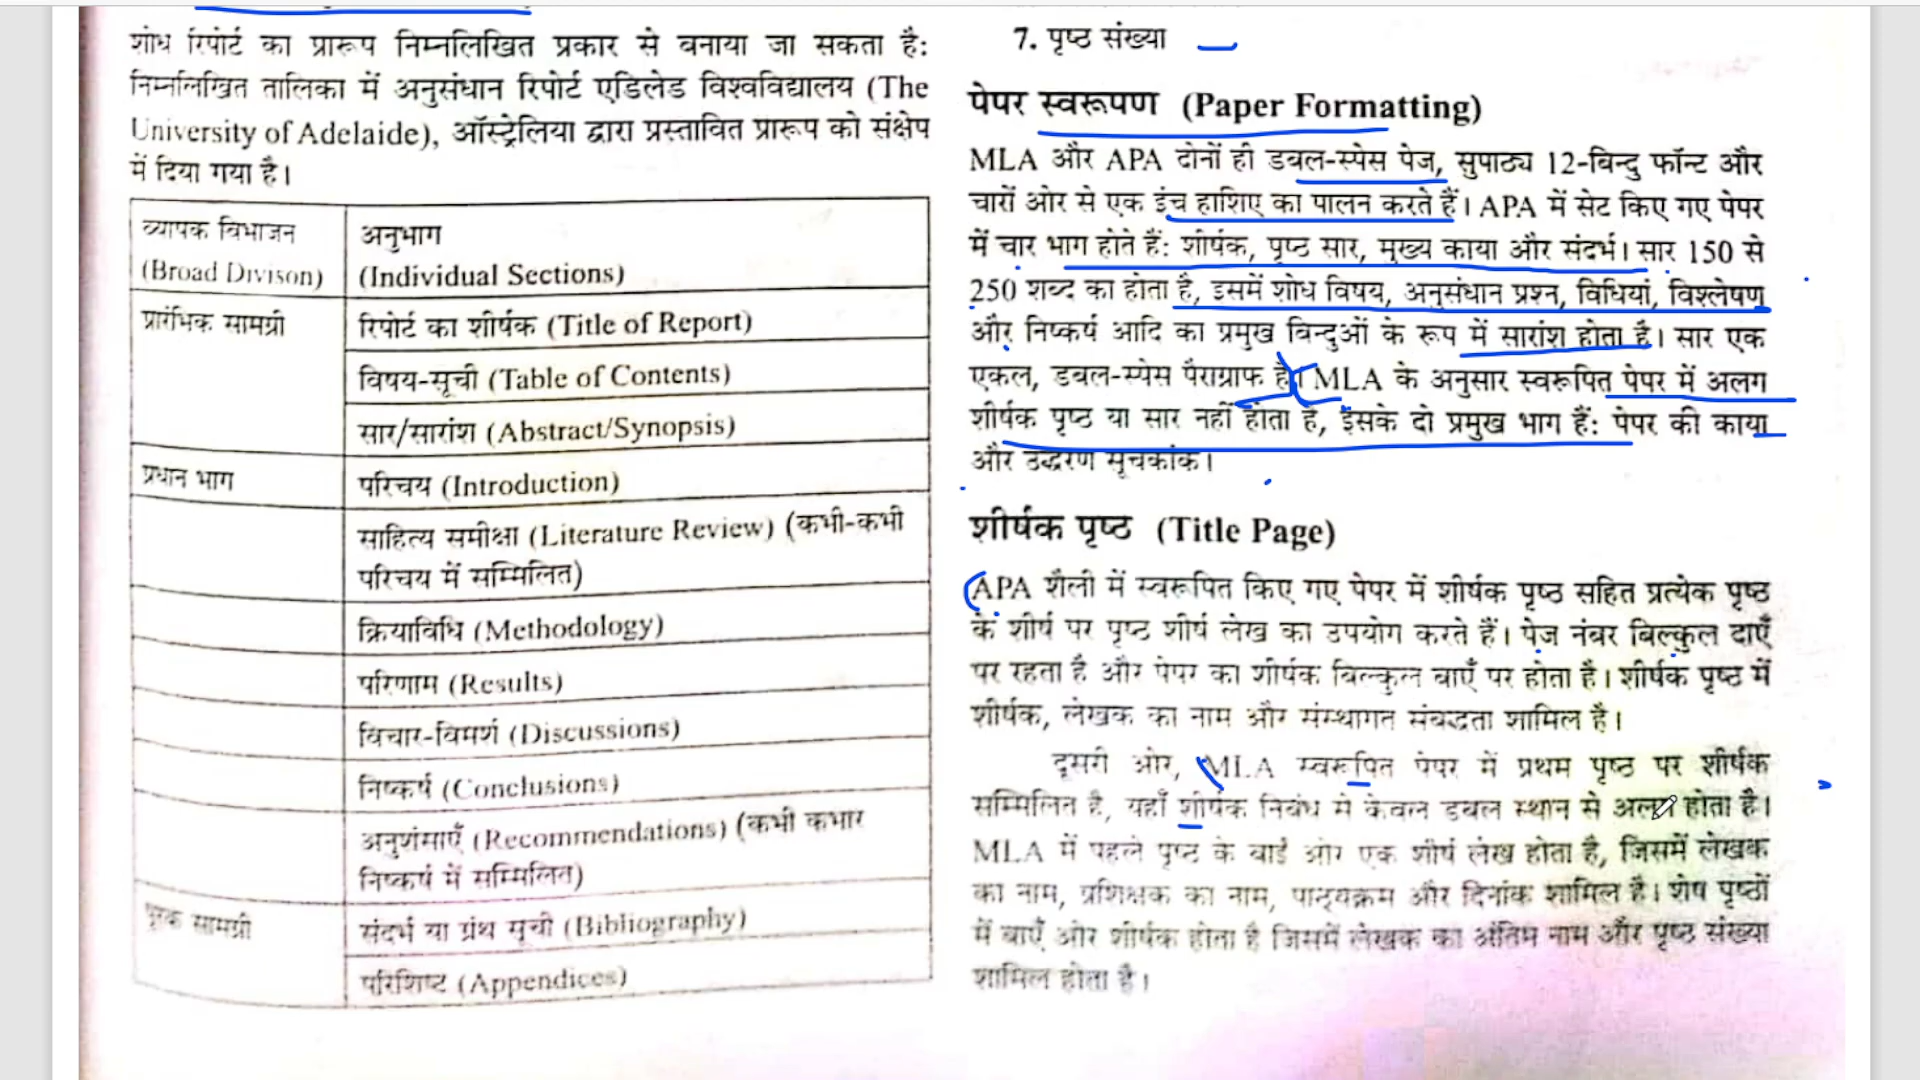 शोध रिपोर्ट का प्रारूप निम्नलिखित प्रकार से बनाया जा सकता है:
निम्नलिखित तालिका में अनुसंधान रिपोर्ट एडिलेड विश्वविद्यालय (The
University of Adelaide), ऑस्ट्रेलिया द्वारा प्रस्तावित प्रारूप को संक्षेप
में दिया गया है।
व्यापक विभाजन
(Broad Divison)
अनुभाग
(Individual Sections)
प्रारंभिक सामग्री
रिपोर्ट का शीर्षक (Title of Report)
विषय-सूची (Table of Contents)
सार/सारांश (Abstract/Synopsis)
प्रधान भाग
परिचय (Introduction)
साहित्य समीक्षा (Literature Review) (कभी-कभी
परिचय में सम्मिलित)
क्रियाविधि (Methodology)
परिणाम (Results)
विचार-विमर्श (Discussions)
निष्कर्ष (Conclusions)
अनुशंसाएँ (Recommendations) (कभी कभार
निष्कर्ष में सम्मिलित)
पूरक सामग्री
संदर्भ या ग्रंथ सूची (Bibliography)
परिशिष्ट (Appendices)
7. पृष्ठ संख्या
पेपर स्वरूपण (Paper Formatting)
MLA और APA दोनों ही डबल-स्पेस पेज, सुपाठ्य 12-बिन्दु फॉन्ट और
चारों ओर से एक इंच हाशिए का पालन करते हैं। APA में सेट किए गए पेपर
में चार भाग होते हैं: शीर्षक, पृष्ठ सार, मुख्य काया और संदर्भ। सार 150 से
250 शब्द का होता है, इसमें शोध विषय, अनुसंधान प्रश्न, विधियां, विश्लेषण
और निष्कर्ष आदि का प्रमुख बिन्दुओं के रूप में सारांश होता है। सार एक
एकल, डबल-स्पेस पैराग्राफ है। MLA के अनुसार स्वरूपित पेपर में अलग
शीर्षक पृष्ठ या सार नहीं होता है, इसके दो प्रमुख भाग हैं: पेपर की काया
और उद्धरण सूचकांक।
शीर्षक पृष्ठ (Title Page)
APA शैली में स्वरूपित किए गए पेपर में शीर्षक पृष्ठ सहित प्रत्येक पृष्ठ
के शीर्ष पर पृष्ठ शीर्ष लेख का उपयोग करते हैं। पेज नंबर बिल्कुल दाएँ
पर रहता है और पेपर का शीर्षक बिल्कुल बाएँ पर होता है। शीर्षक पृष्ठ में
शीर्षक, लेखक का नाम और संस्थागत संबद्धता शामिल है।
दूसरी ओर, MLA स्वरूपित पेपर में प्रथम पृष्ठ पर शीर्षक
सम्मिलित है, यहाँ शीर्षक निबंध से केवल डबल स्थान से अलग होता है।
MLA में पहले पृष्ठ के बाईं ओर एक शीर्ष लेख होता है, जिसमें लेखक
का नाम, प्रशिक्षक का नाम, पाठ्यक्रम और दिनांक शामिल है। शेष पृष्ठों
में बाएँ ओर शीर्षक होता है जिसमें लेखक का अंतिम नाम और पृष्ठ संख्या
शामिल होता है।